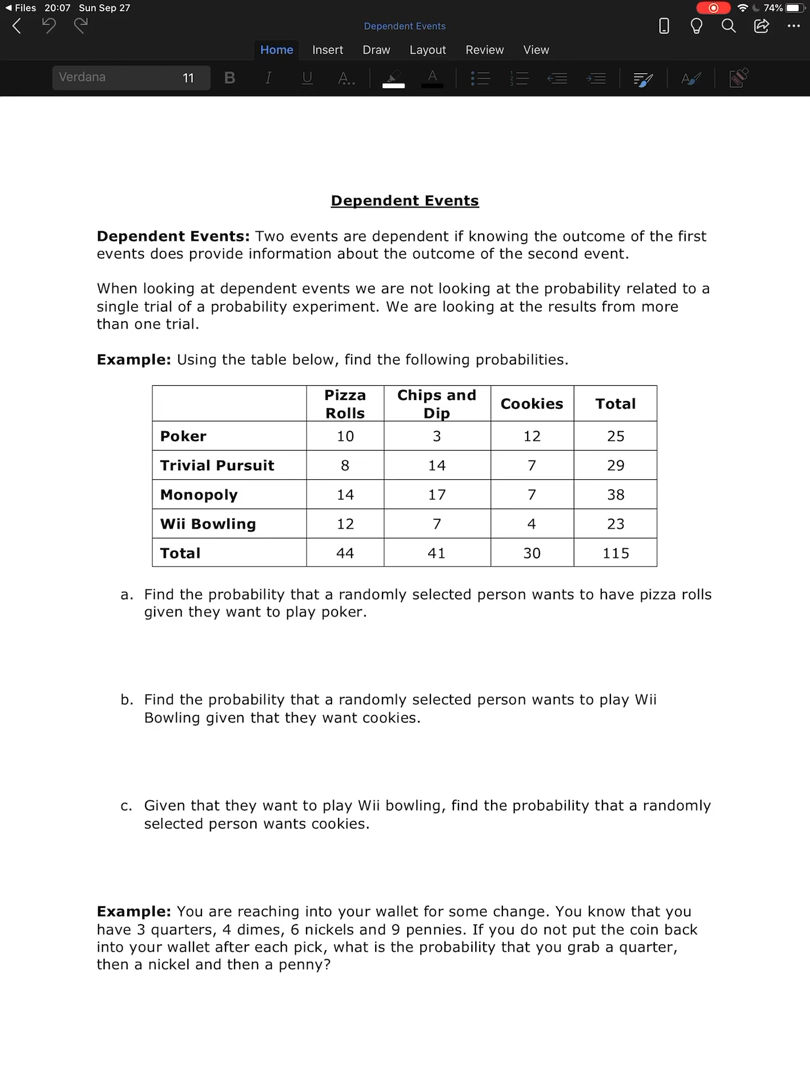 Files 20:07 Sun Sep 27 74%
Dependent Events
Home Insert Draw Layout Review View
Verdana 11 B I U A.. A
Dependent Events
Dependent Events: Two events are dependent if knowing the outcome of the first
events does provide information about the outcome of the second event.
When looking at dependent events we are not looking at the probability related to a
single trial of a probability experiment. We are looking at the results from more
than one trial.
Example: Using the table below, find the following probabilities.
Pizza Rolls Chips and Dip Cookies Total
Poker 10 3 12 25
Trivial Pursuit 8 14 7 29
Monopoly 14 17 7 38
Wii Bowling 12 7 4 23
Total 44 41 30 115
a. Find the probability that a randomly selected person wants to have pizza rolls
given they want to play poker.
b. Find the probability that a randomly selected person wants to play Wii
Bowling given that they want cookies.
c. Given that they want to play Wii bowling, find the probability that a randomly
selected person wants cookies.
Example: You are reaching into your wallet for some change. You know that you
have 3 quarters, 4 dimes, 6 nickels and 9 pennies. If you do not put the coin back
into your wallet after each pick, what is the probability that you grab a quarter,
then a nickel and then a penny?